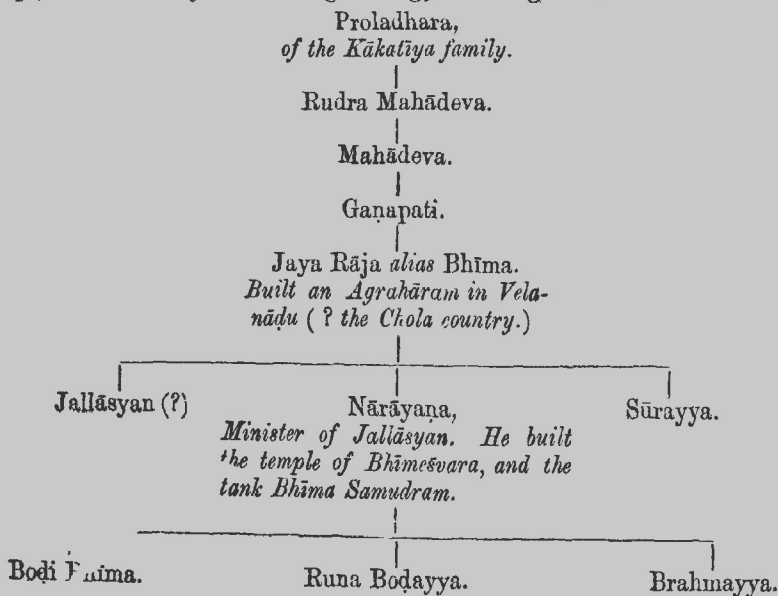 Proladhara,
of the Kākatīya family.
Rudra Mahādeva.
Mahādeva.
Gaṇapati.
Jaya Rāja alias Bhīma.
Built an Agrahāram in Vela-
nāḍu ( ? the Chola country.)
Jallāsyan (?) Nārāyaṇa, Sūrayya.
Minister of Jallāsyan. He built
the temple of Bhīmeśvara, and the
tank Bhīma Samudram.
Boḍi Runa Boḍayya. Brahmayya.